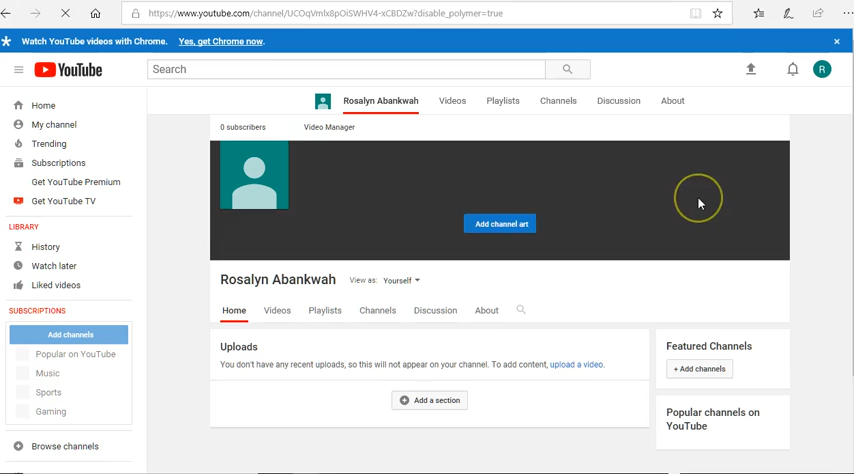 https://www.youtube.com/channel/UCOqVmlx8pOiSWHV4-xCBDZw?disable_polymer=true
Watch YouTube videos with Chrome. Yes, get Chrome now.
YouTube
Search
R
Rosalyn Abankwah Videos Playlists Channels Discussion About
0 subscribers Video Manager
Add channel art
Rosalyn Abankwah View as: Yourself
Home Videos Playlists Channels Discussion About
Uploads
You don't have any recent uploads, so this will not appear on your channel. To add content, upload a video.
+ Add a section
Featured Channels
+ Add channels
Popular channels on
YouTube
Home
My channel
Trending
Subscriptions
Get YouTube Premium
Get YouTube TV
LIBRARY
History
Watch later
Liked videos
SUBSCRIPTIONS
Add channels
Popular on YouTube
Music
Sports
Gaming
Browse channels